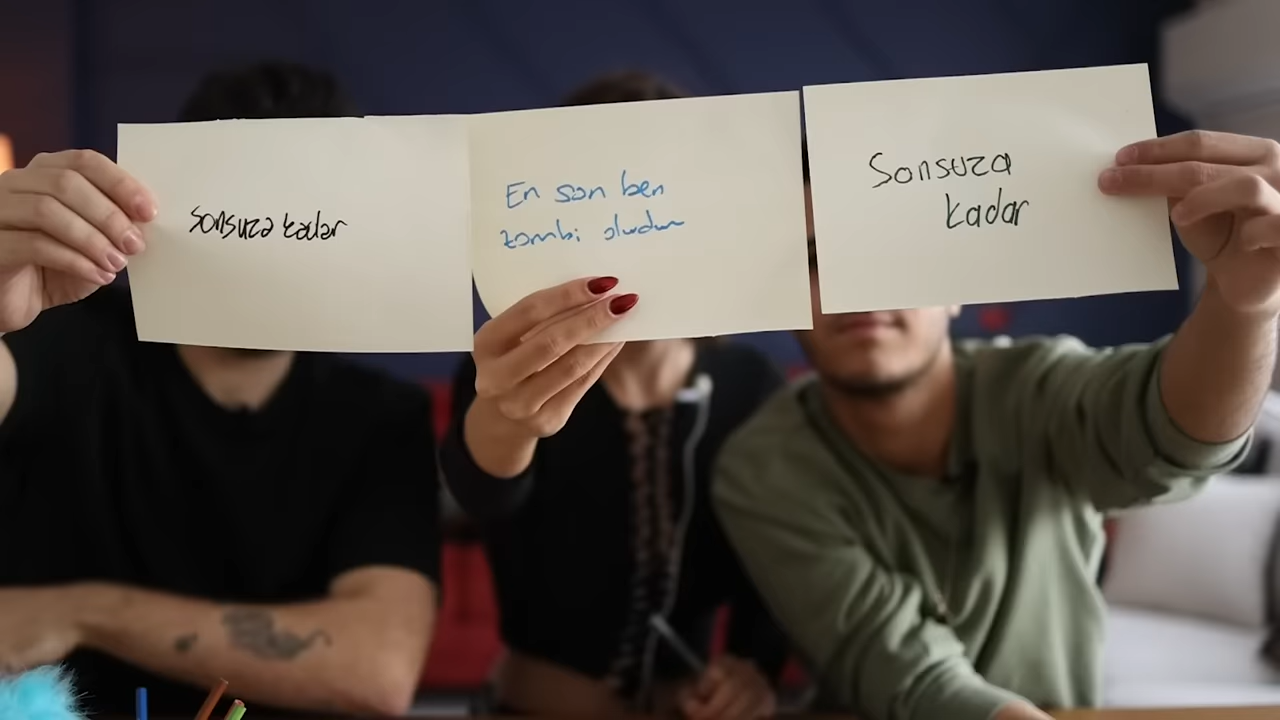 sonsuza kadar
En son ben
zombi oludum
Sonsuza
kadar